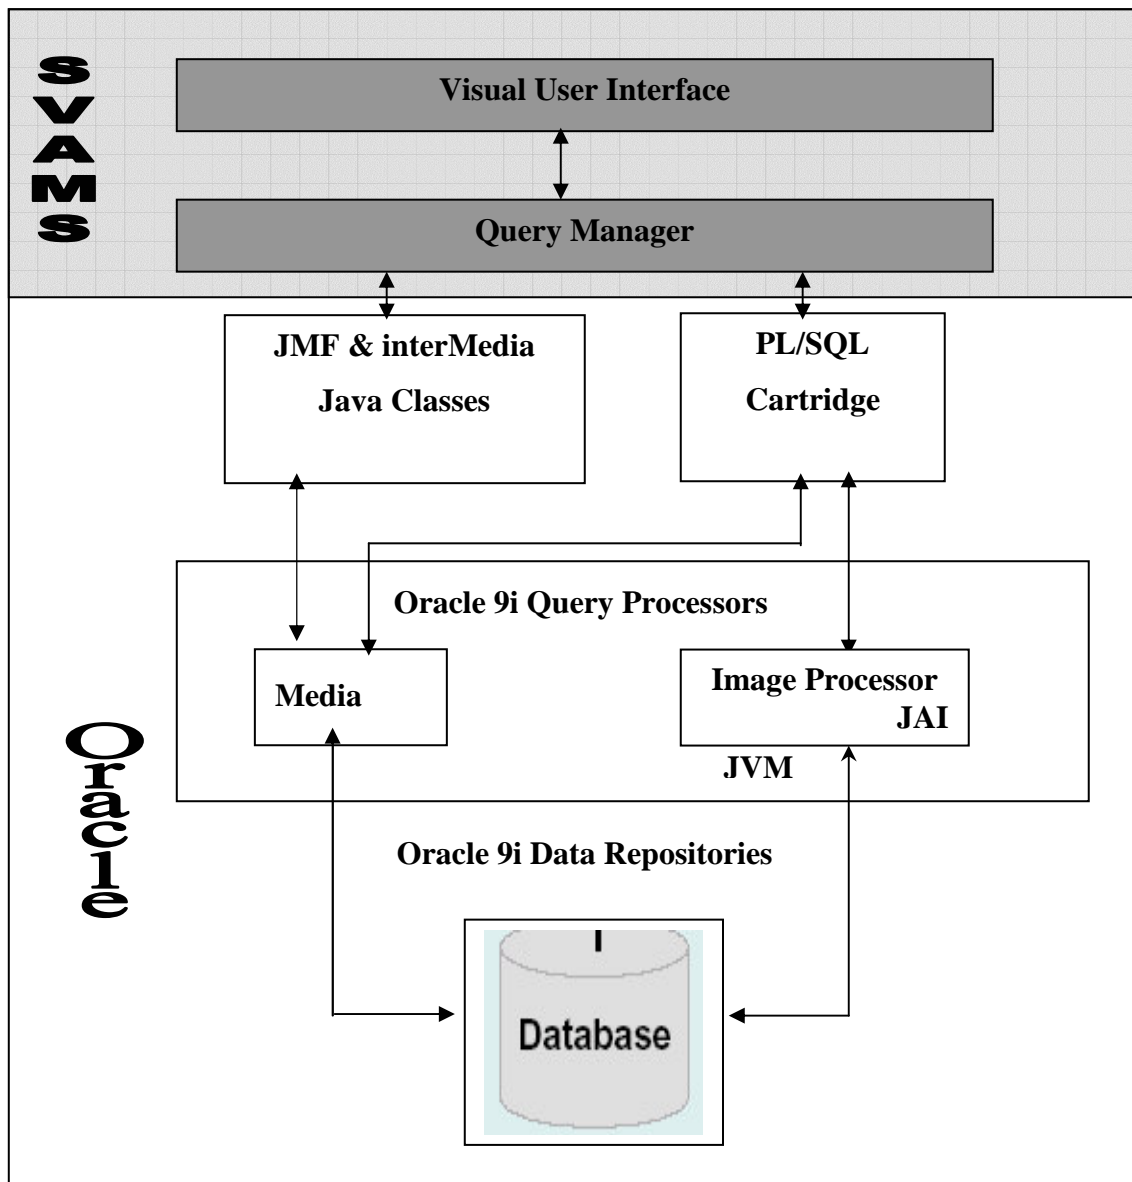 SVAMS
Visual User Interface
Query Manager
JMF & interMedia
Java Classes
PL/SQL
Cartridge
Oracle 9i Query Processors
Media
Image Processor
JAI
JVM
Oracle
Oracle 9i Data Repositories
Database